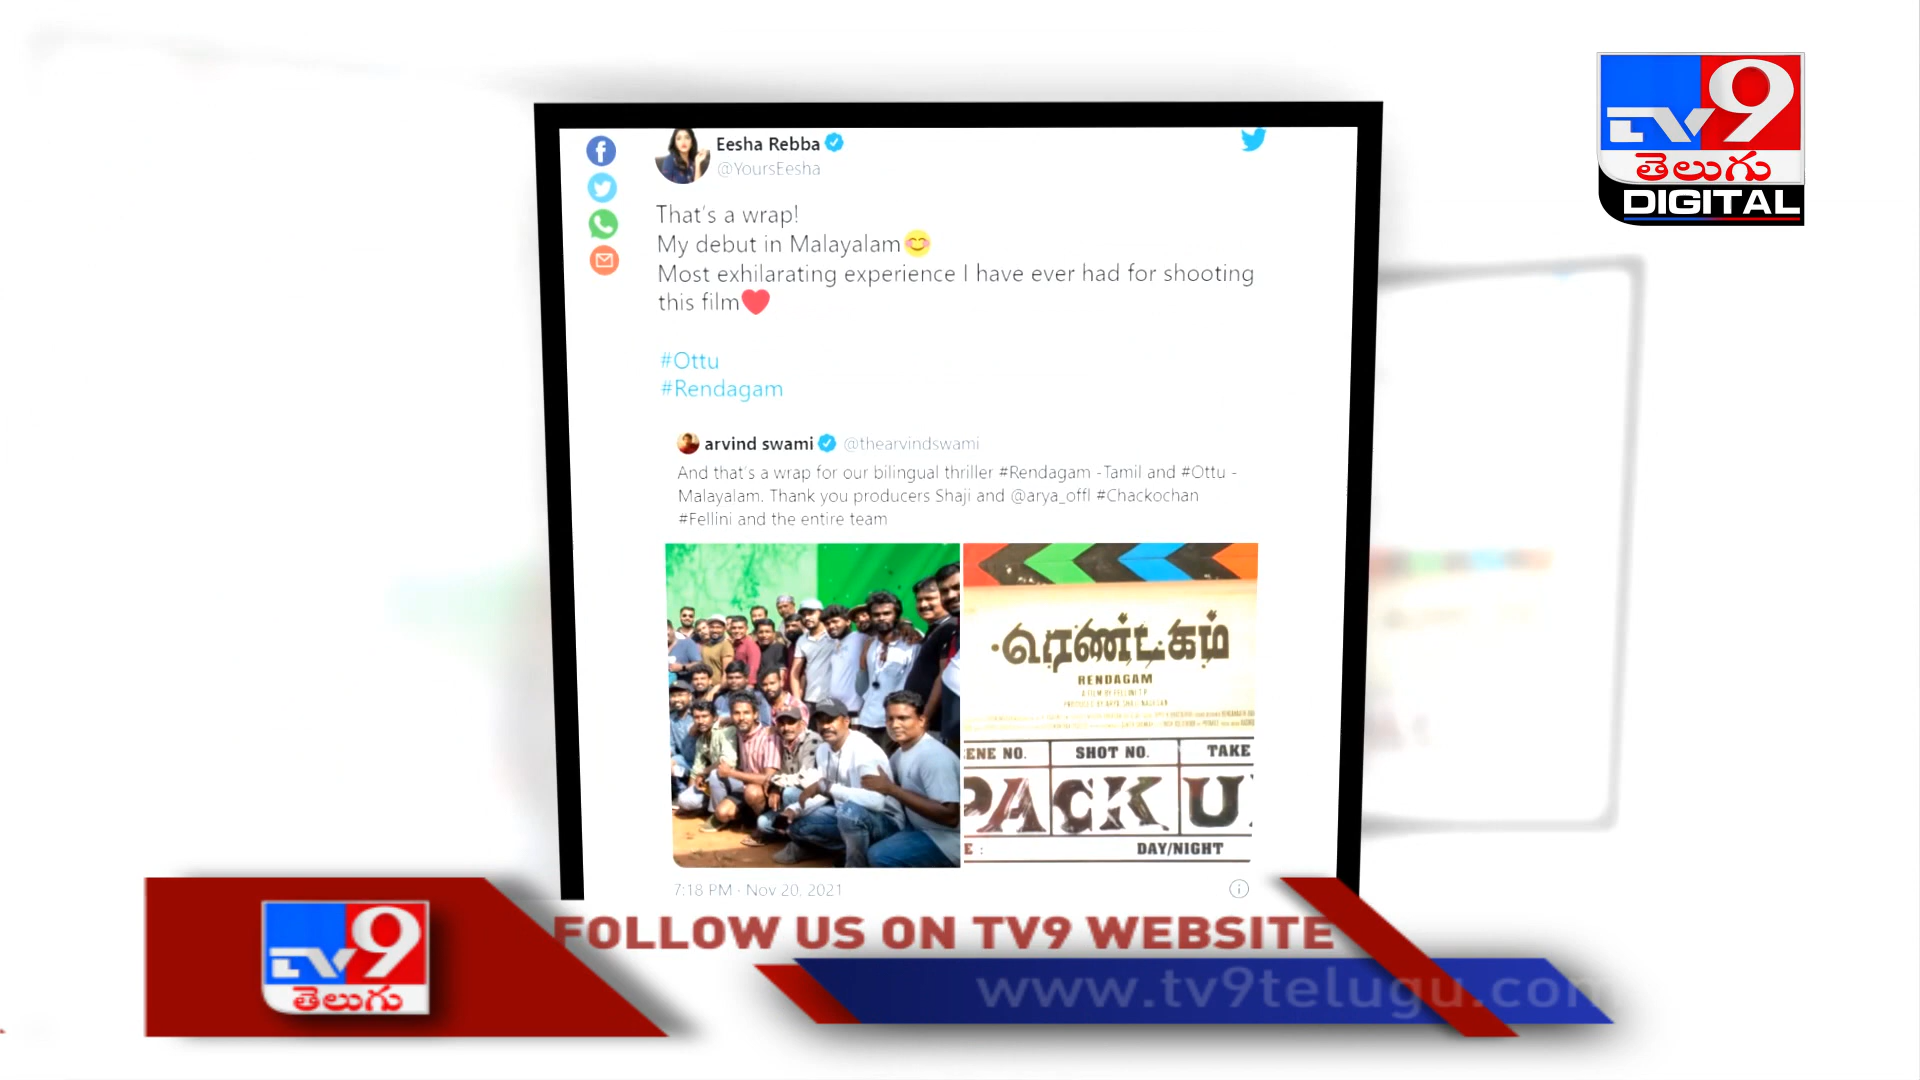 TV9
తెలుగు
DIGITAL
Eesha Rebba
@YoursEesha
That's a wrap!
My debut in Malayalam😊
Most exhilarating experience I have ever had for shooting
this film❤️
#Ottu
#Rendagam
arvind swami @thearvindswami
And that's a wrap for our bilingual thriller #Rendagam -Tamil and #Ottu -
Malayalam. Thank you producers Shaji and @arya_offl #Chackochan
#Fellini and the entire team
ரெண்டகம்
RENDAGAM
A FILM BY FELLINI T.P.
ENE NO. SHOT NO. TAKE
PACK U
E : DAY/NIGHT
7:18 PM · Nov 20, 2021
TV9
తెలుగు
FOLLOW US ON TV9 WEBSITE
www.tv9telugu.com